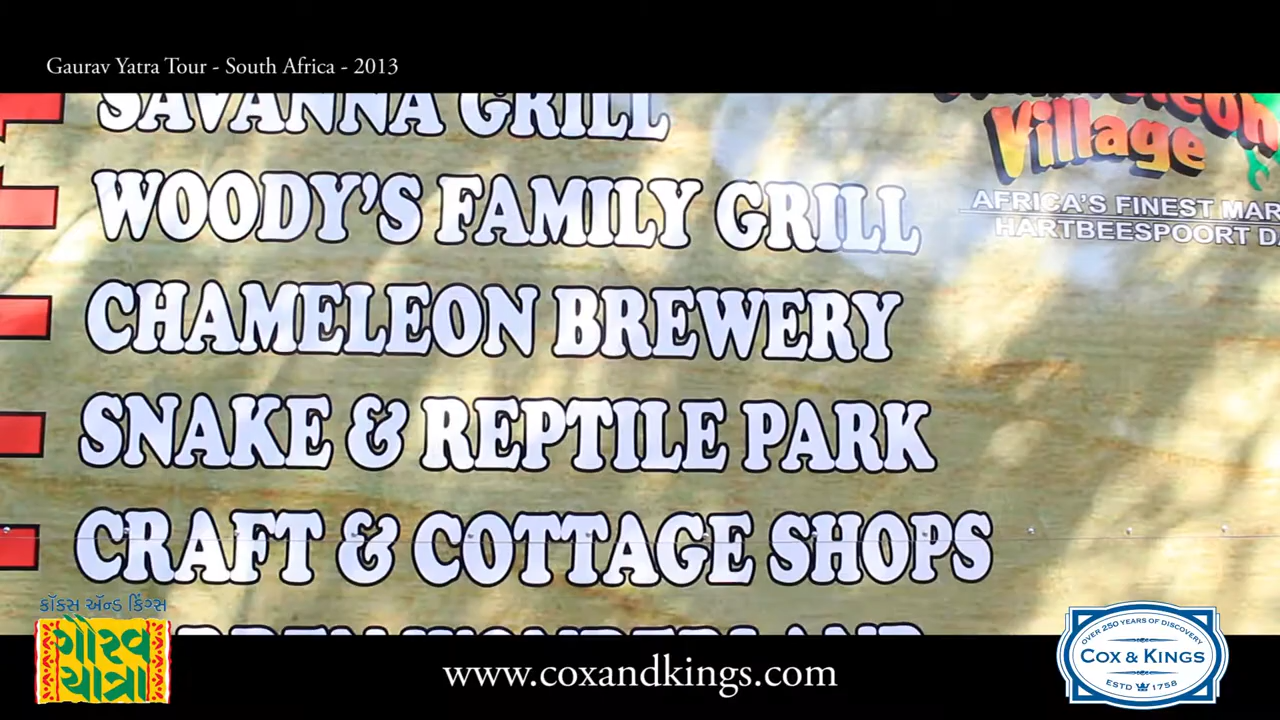 Gaurav Yatra Tour - South Africa - 2013
SAVANNA GRILL
WOODY'S FAMILY GRILL
CHAMELEON BREWERY
SNAKE & REPTILE PARK
CRAFT & COTTAGE SHOPS
WONDERLAND
Village
AFRICA'S FINEST
HARTBEESPOORT
કૉક્સ ઍન્ડ કિંગ્સ
ગૌરવ
યાત્રા
www.coxandkings.com
OVER 250 YEARS OF DISCOVERY
COX & KINGS
ESTD 1758